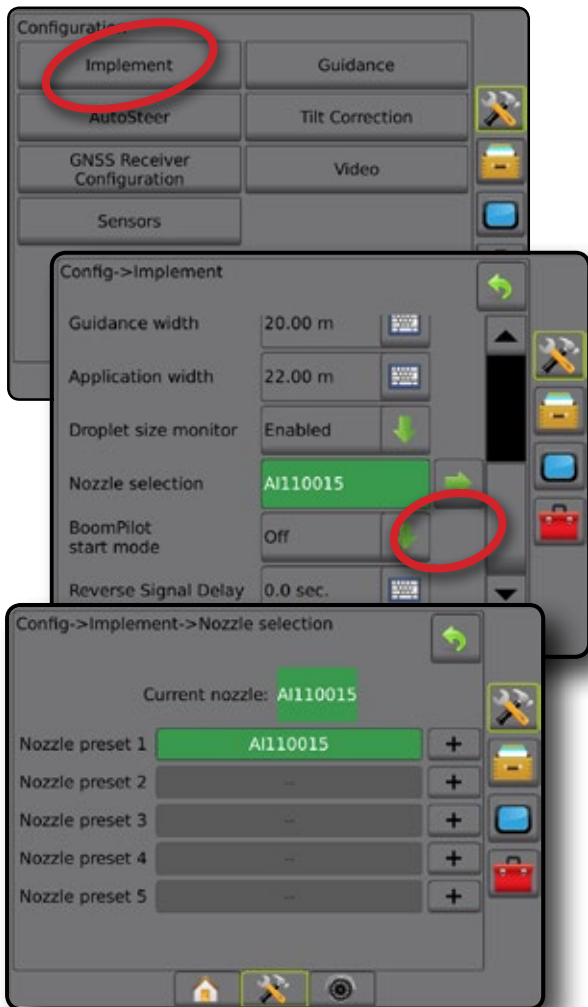 Configuration
Implement
Guidance
AutoSteer
Tilt Correction
GNSS Receiver
Configuration
Video
Sensors
Config->Implement
Guidance width
20.00 m
Application width
22.00 m
Droplet size monitor
Enabled
Nozzle selection
AI110015
BoomPilot
start mode
Off
Reverse Signal Delay
0.0 sec.
Config->Implement->Nozzle selection
Current nozzle: AI110015
Nozzle preset 1 AI110015 +
Nozzle preset 2 -- +
Nozzle preset 3 -- +
Nozzle preset 4 -- +
Nozzle preset 5 -- +